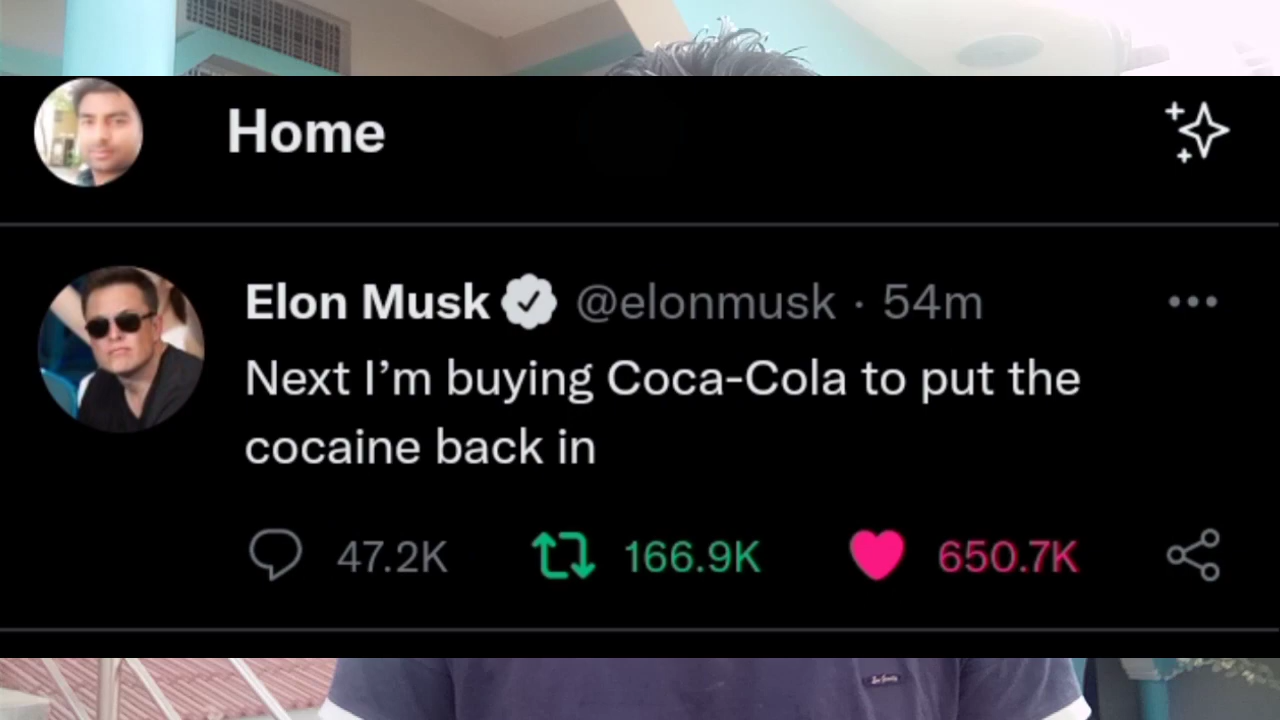 Home
Elon Musk @elonmusk · 54m
Next I’m buying Coca-Cola to put the
cocaine back in
47.2K 166.9K 650.7K